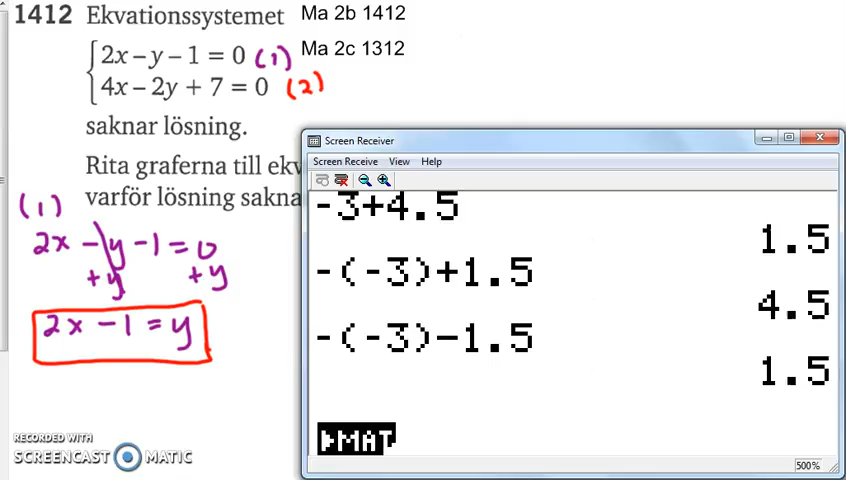 1412 Ekvationssystemet
Ma 2b 1412
Ma 2c 1312
2x – y – 1 = 0 (1)
4x – 2y + 7 = 0 (2)
saknar lösning.
Rita graferna till ekv
varför lösning sakna
(1)
2x - y - 1 = 0
+y +y
2x - 1 = y
Screen Receiver
Screen Receive View Help
-3+4.5
1.5
-(-3)+1.5
4.5
-(-3)-1.5
1.5
▶MAT
500%
RECORDED WITH
SCREENCAST MATIC